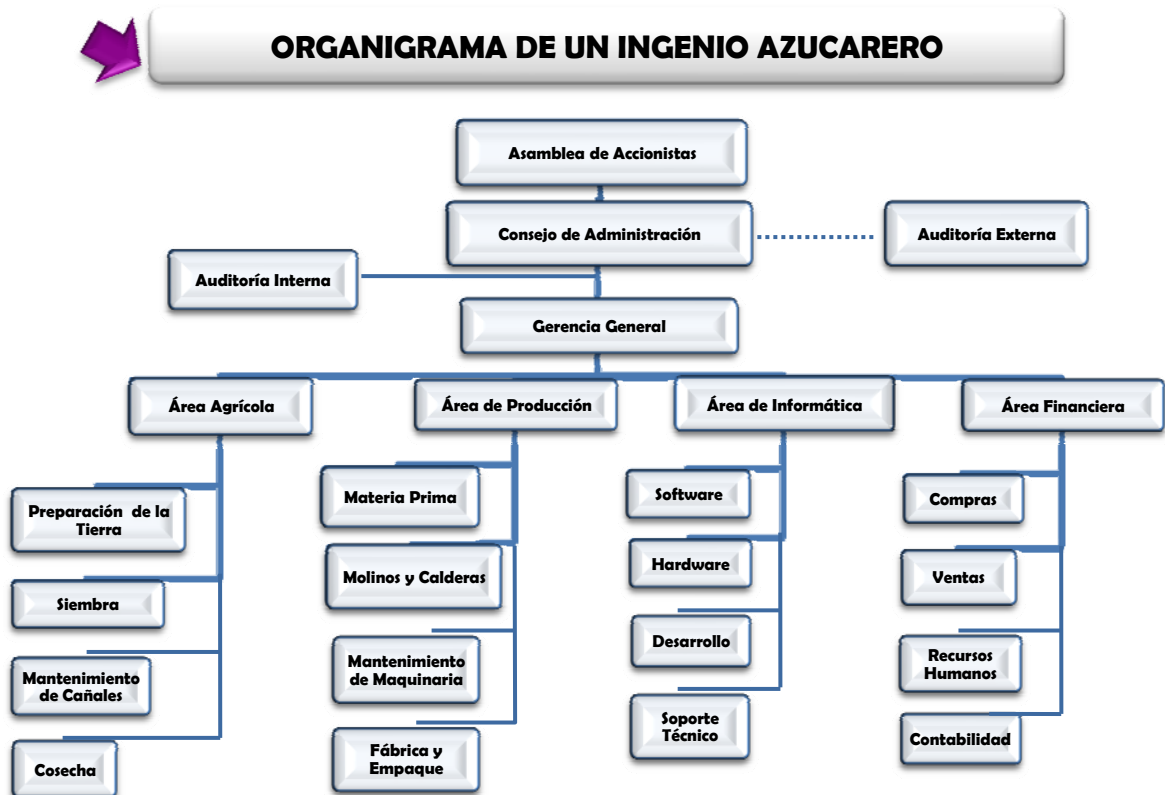 ORGANIGRAMA DE UN INGENIO AZUCARERO
Asamblea de Accionistas
Consejo de Administración
Auditoría Externa
Auditoría Interna
Gerencia General
Área Agrícola
Área de Producción
Área de Informática
Área Financiera
Preparación de la
Tierra
Siembra
Mantenimiento
de Cañales
Cosecha
Materia Prima
Molinos y Calderas
Mantenimiento
de Maquinaria
Fábrica y
Empaque
Software
Hardware
Desarrollo
Soporte
Técnico
Compras
Ventas
Recursos
Humanos
Contabilidad